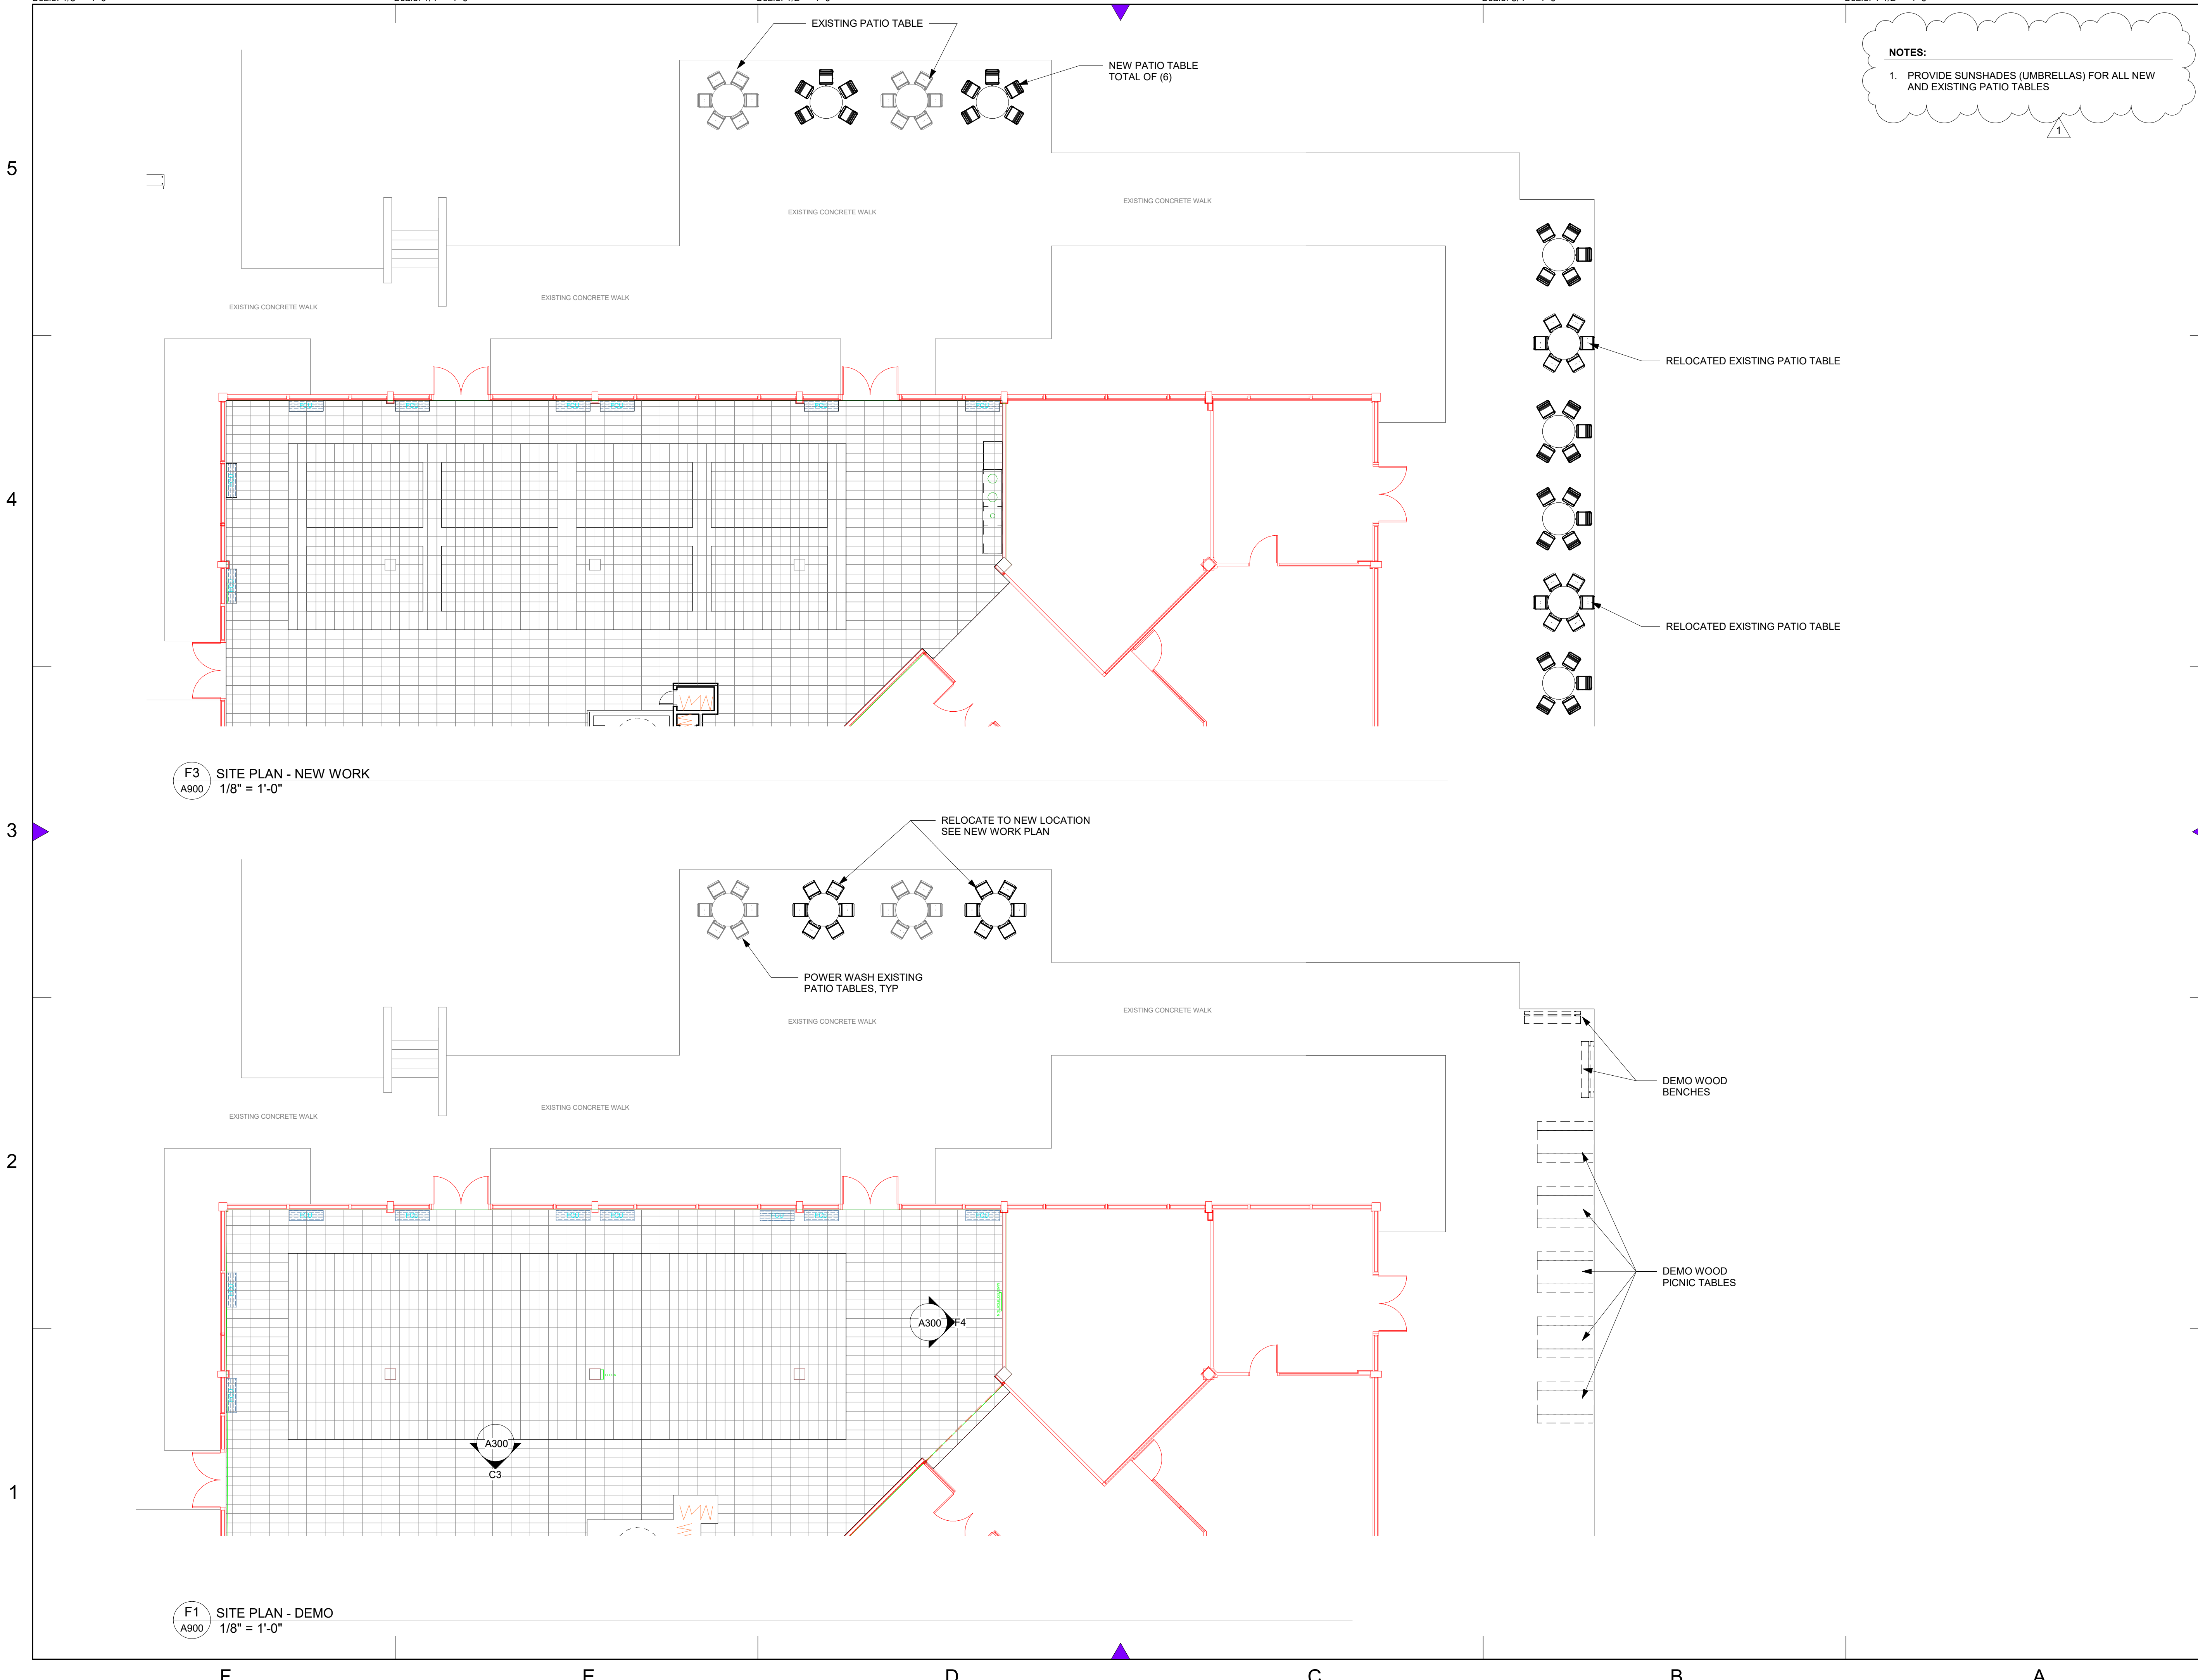 EXISTING PATIO TABLE
NEW PATIO TABLE
TOTAL OF (6)
NOTES:
1. PROVIDE SUNSHADES (UMBRELLAS) FOR ALL NEW
AND EXISTING PATIO TABLES
1
5
EXISTING CONCRETE WALK
EXISTING CONCRETE WALK
EXISTING CONCRETE WALK
EXISTING CONCRETE WALK
RELOCATED EXISTING PATIO TABLE
4
RELOCATED EXISTING PATIO TABLE
F3
A900
SITE PLAN - NEW WORK
1/8" = 1'-0"
3
RELOCATE TO NEW LOCATION
SEE NEW WORK PLAN
POWER WASH EXISTING
PATIO TABLES, TYP
EXISTING CONCRETE WALK
EXISTING CONCRETE WALK
EXISTING CONCRETE WALK
EXISTING CONCRETE WALK
DEMO WOOD
BENCHES
2
DEMO WOOD
PICNIC TABLES
A300
F4
A300
C3
1
F1
A900
SITE PLAN - DEMO
1/8" = 1'-0"
F E D C B A